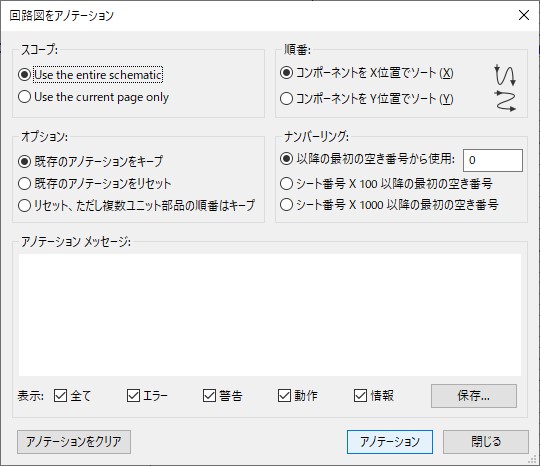 回路図をアノテーション
スコープ:
Use the entire schematic
Use the current page only
順番:
コンポーネントを X位置でソート (X)
コンポーネントを Y位置でソート (Y)
オプション:
既存のアノテーションをキープ
既存のアノテーションをリセット
リセット、ただし複数ユニット部品の順番はキープ
ナンバーリング:
以降の最初の空き番号から使用: 0
シート番号 X 100 以降の最初の空き番号
シート番号 X 1000 以降の最初の空き番号
アノテーション メッセージ:
表示: 全て エラー 警告 動作 情報 保存...
アノテーションをクリア アノテーション 閉じる